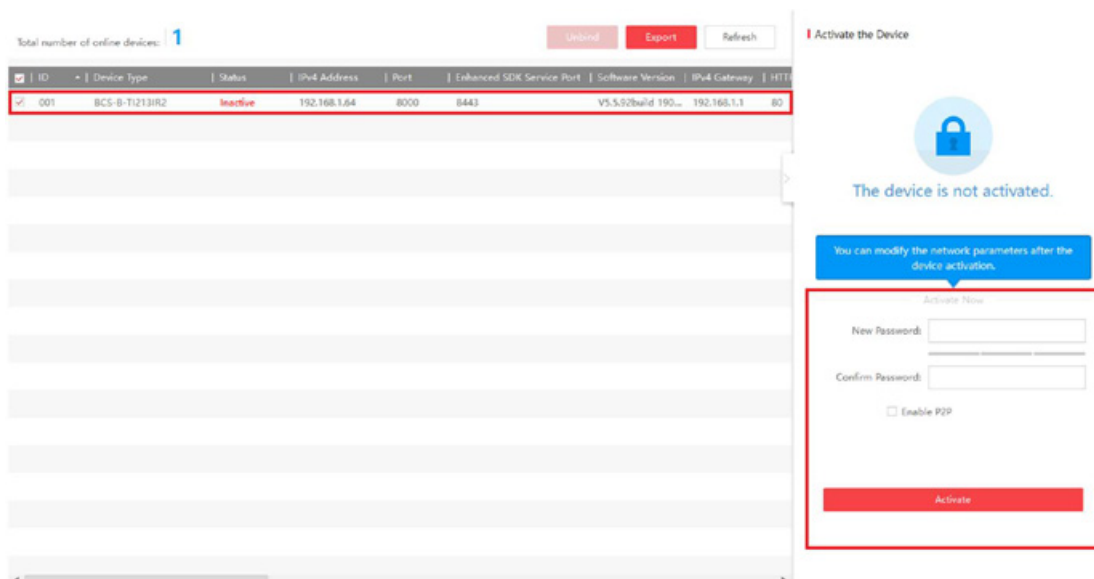 Total number of online devices: 1
Unbind
Export
Refresh
ID
Device Type
Status
IPv4 Address
Port
Enhanced SDK Service Port
Software Version
IPv4 Gateway
HTTP
001
BCS-B-TI213IR2
Inactive
192.168.1.64
8000
8443
V5.5.92build 190...
192.168.1.1
80
Activate the Device
The device is not activated.
You can modify the network parameters after the
device activation.
Activate Now
New Password:
Confirm Password:
Enable P2P
Activate